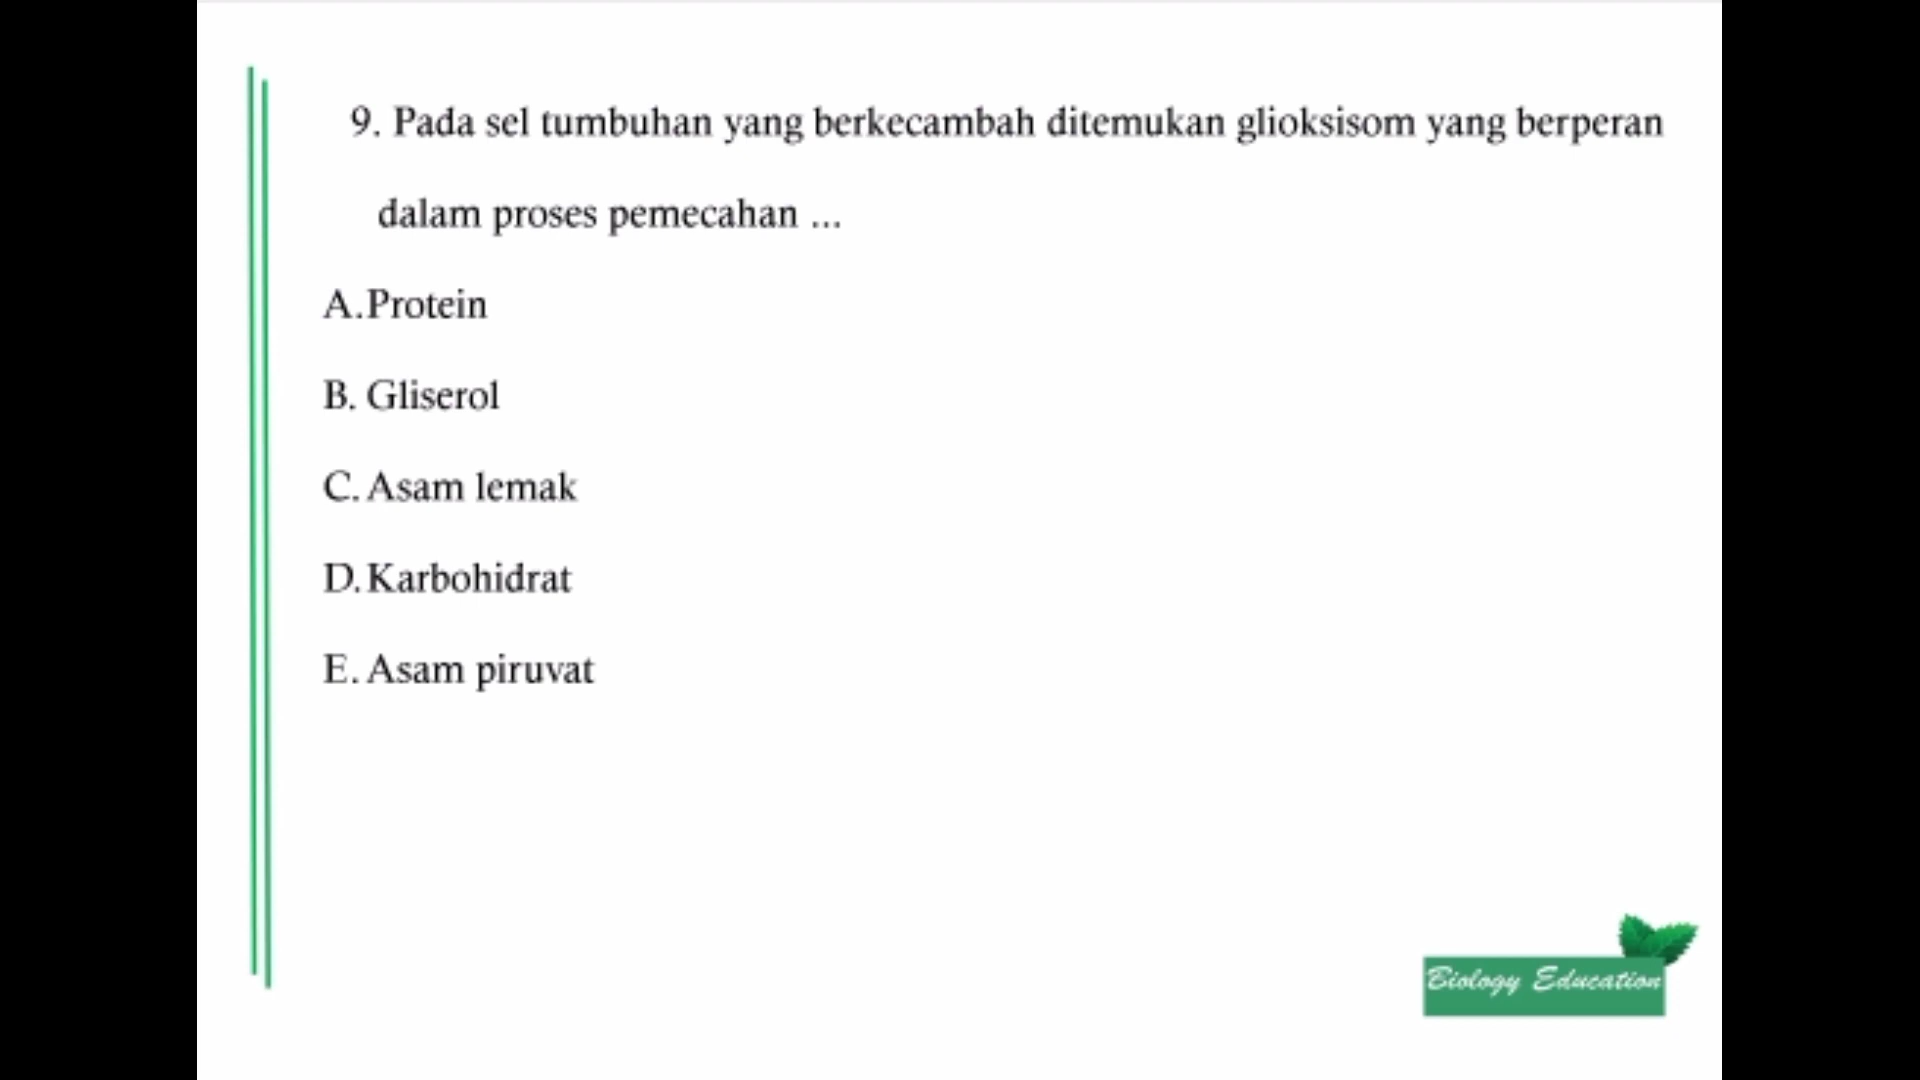 9. Pada sel tumbuhan yang berkecambah ditemukan glioksisom yang berperan
dalam proses pemecahan ...
A.Protein
B. Gliserol
C. Asam lemak
D. Karbohidrat
E. Asam piruvat
Biology Education